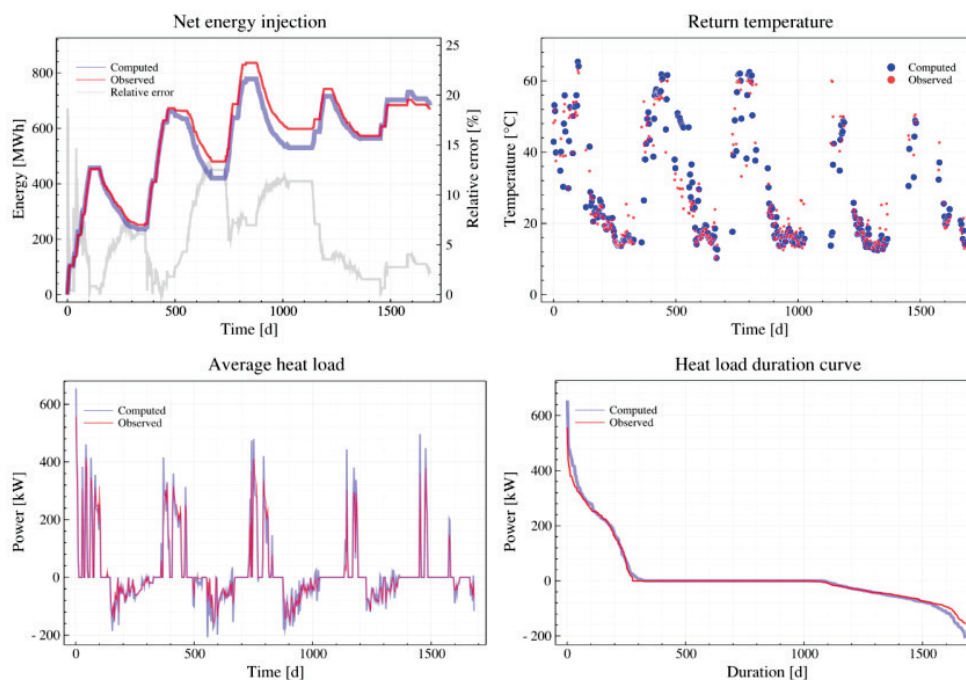 Net energy injection
Computed
Observed
Relative error
Energy [MWh]
0
200
400
600
800
Relative error [%]
0
5
10
15
20
25
0
500
1000
1500
Time [d]
Return temperature
Computed
Observed
Temperature [°C]
0
20
40
60
0
500
1000
1500
Time [d]
Average heat load
Computed
Observed
Power [kW]
- 200
0
200
400
600
0
500
1000
1500
Time [d]
Heat load duration curve
Computed
Observed
Power [kW]
- 200
0
200
400
600
0
500
1000
1500
Duration [d]